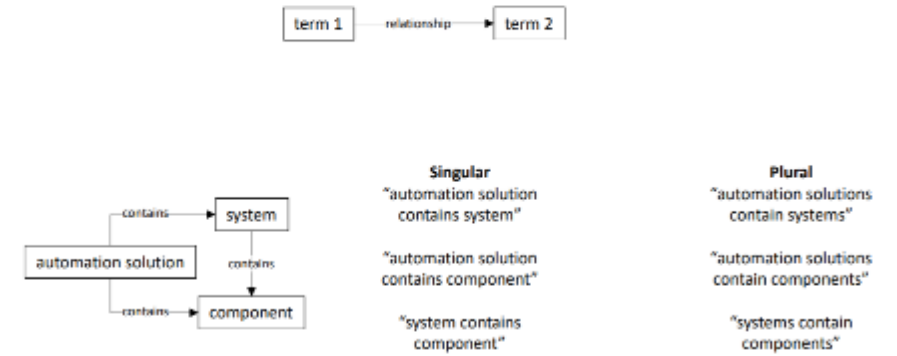 term 1
relationship
term 2
contains
system
automation solution
contains
contains
component
Singular
"automation solution
contains system"
"automation solution
contains component"
"system contains
component"
Plural
"automation solutions
contain systems"
"automation solutions
contain components"
"systems contain
components"